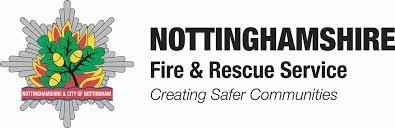 NOTTINGHAMSHIRE
Fire & Rescue Service
Creating Safer Communities
NOTTINGHAMSHIRE & CITY OF NOTTINGHAM